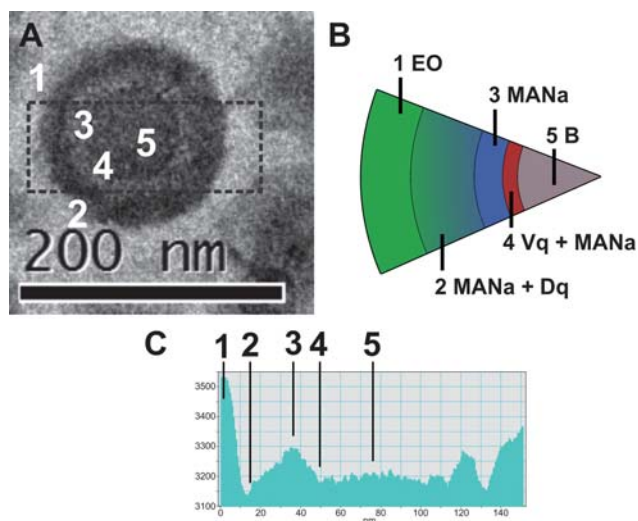 A
1
3
5
4
2
200 nm
B
1 EO
3 MANa
5 B
4 Vq + MANa
2 MANa + Dq
C
1 2 3 4 5
3500
3400
3300
3200
3100
0 20 40 60 80 100 120 140
nm